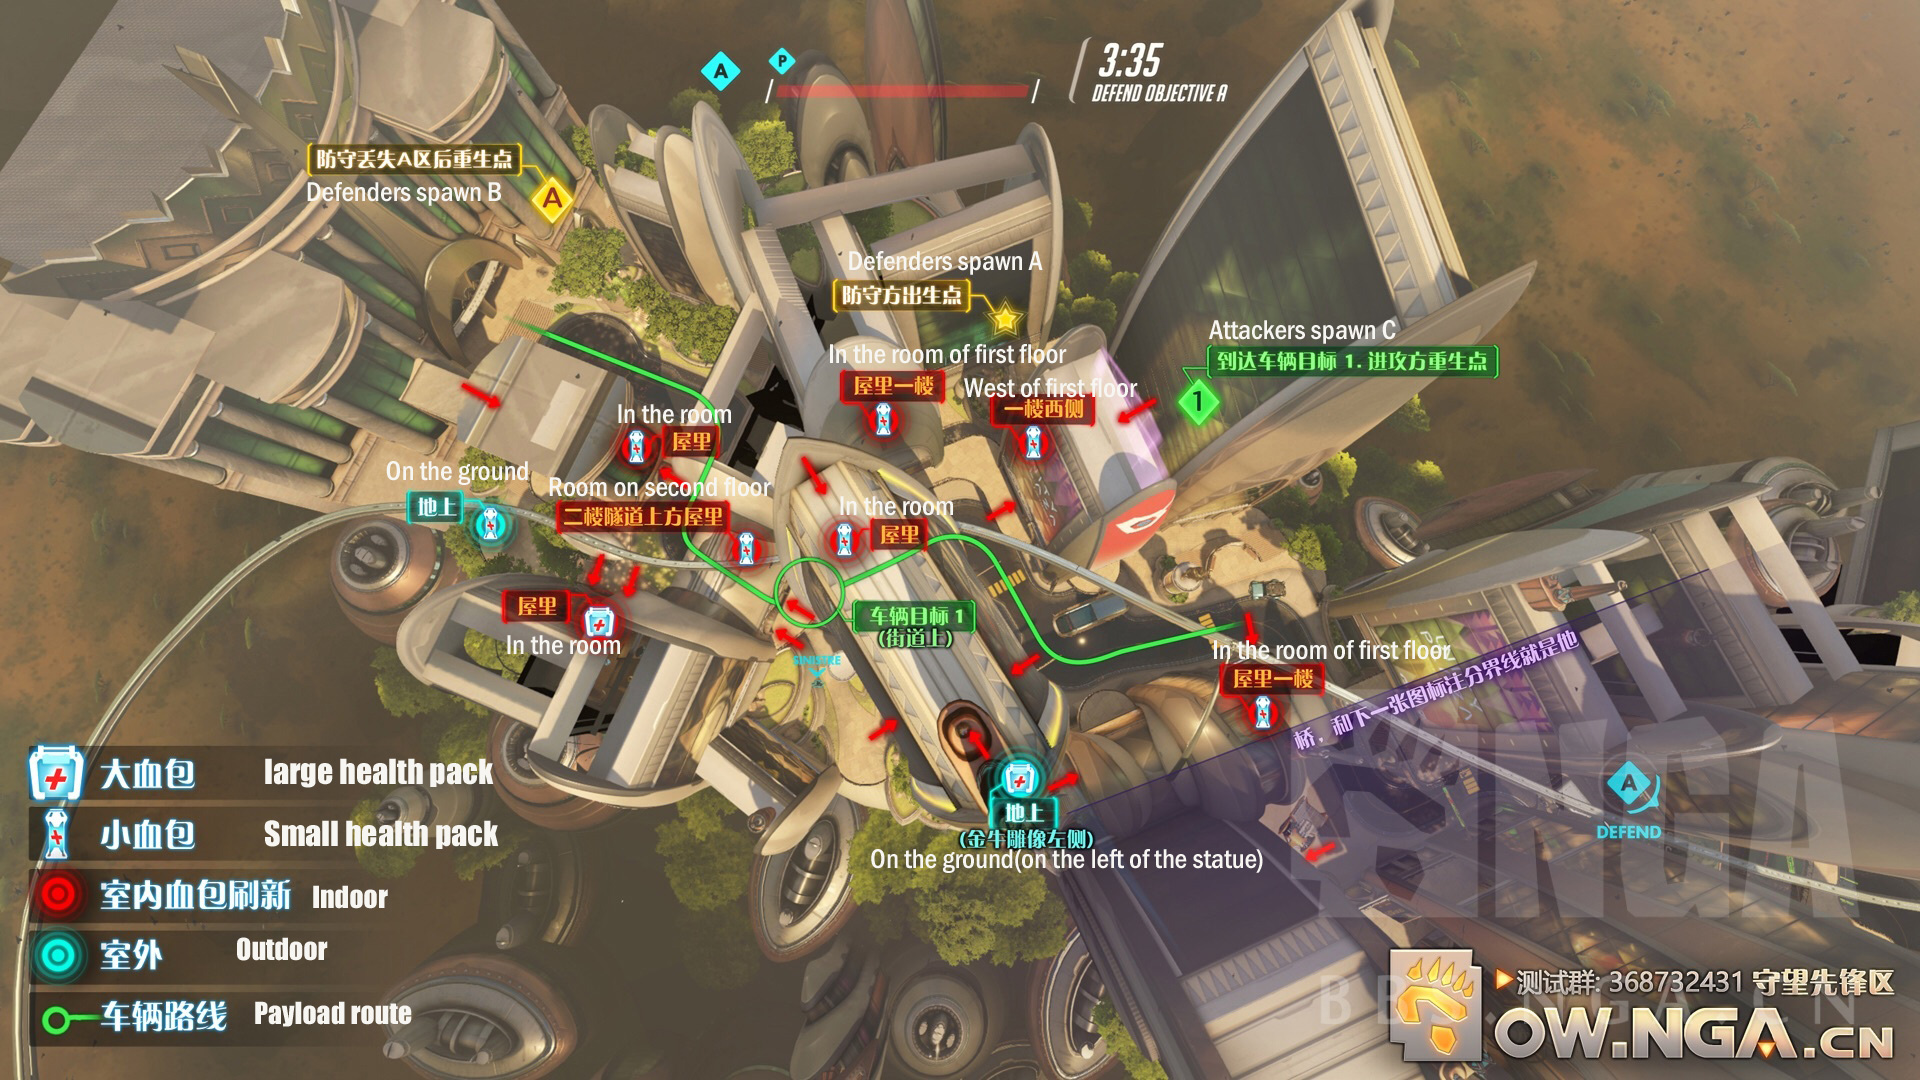 A
P
3:35
DEFEND OBJECTIVE A
防守丢失A区后重生点
Defenders spawn B
A
Defenders spawn A
防守方出生点
Attackers spawn C
到达车辆目标 1. 进攻方重生点
1
In the room of first floor
屋里一楼
West of first floor
一楼西侧
In the room
屋里
On the ground
地上
Room on second floor
二楼隧道上方屋里
In the room
屋里
屋里
In the room
车辆目标 1
(街道上)
SINISTRE
In the room of first floor
屋里一楼
桥，和下一张图标注分界线就是他
A
DEFEND
地上
(金牛雕像左侧)
On the ground(on the left of the statue)
大血包 large health pack
小血包 Small health pack
室内血包刷新 Indoor
室外 Outdoor
车辆路线 Payload route
NGA
BBS.NGA.CN
测试群: 368732431 守望先锋区
OW.NGA.CN